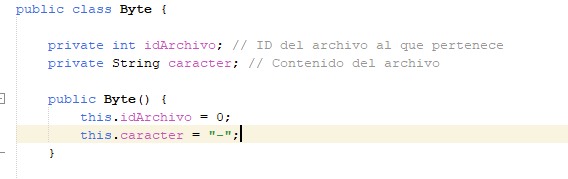 public class Byte {
private int idArchivo; // ID del archivo al que pertenece
private String caracter; // Contenido del archivo
public Byte() {
this.idArchivo = 0;
this.caracter = "-";
}